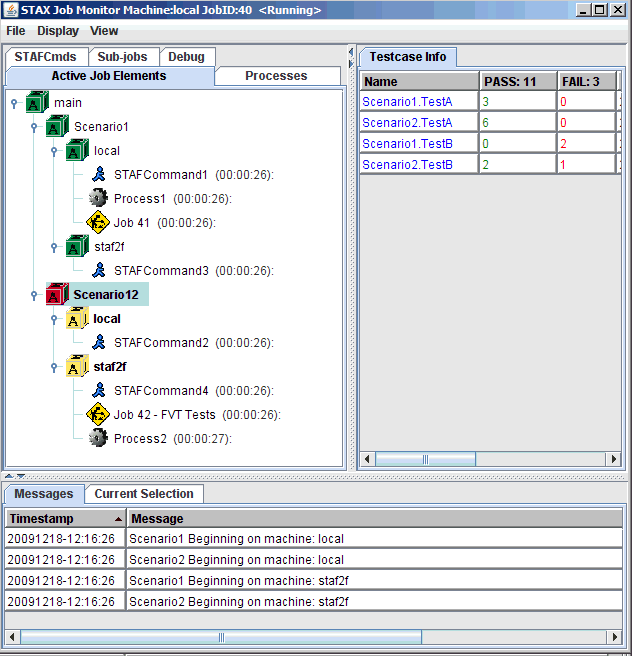 STAX Job Monitor Machine:local JobID:40 <Running>
File Display View
STAFCmds Sub-jobs Debug
Active Job Elements Processes
main
Scenario1
local
STAFCommand1 (00:00:26):
Process1 (00:00:26):
Job 41 (00:00:26):
staf2f
STAFCommand3 (00:00:26):
Scenario12
local
STAFCommand2 (00:00:26):
staf2f
STAFCommand4 (00:00:26):
Job 42 - FVT Tests (00:00:26):
Process2 (00:00:27):
Testcase Info
Name PASS: 11 FAIL: 3
Scenario1.TestA 3 0
Scenario2.TestA 6 0
Scenario1.TestB 0 2
Scenario2.TestB 2 1
Messages Current Selection
Timestamp Message
20091218-12:16:26 Scenario1 Beginning on machine: local
20091218-12:16:26 Scenario2 Beginning on machine: local
20091218-12:16:26 Scenario1 Beginning on machine: staf2f
20091218-12:16:26 Scenario2 Beginning on machine: staf2f